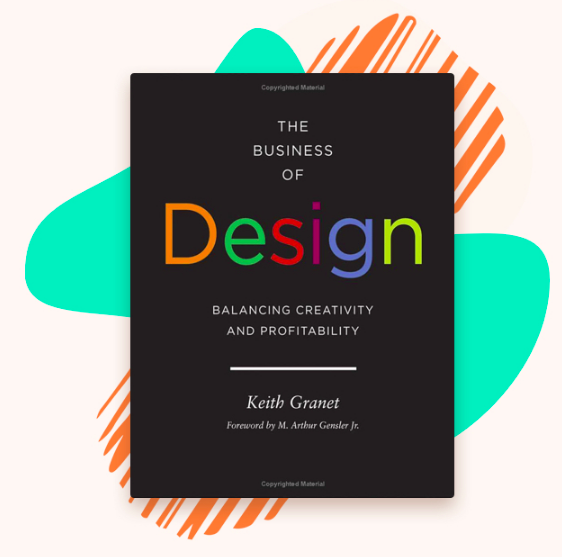 Copyrighted Material
THE
BUSINESS
OF
Design
BALANCING CREATIVITY
AND PROFITABILITY
Keith Granet
Foreword by M. Arthur Gensler Jr.
Copyrighted Material